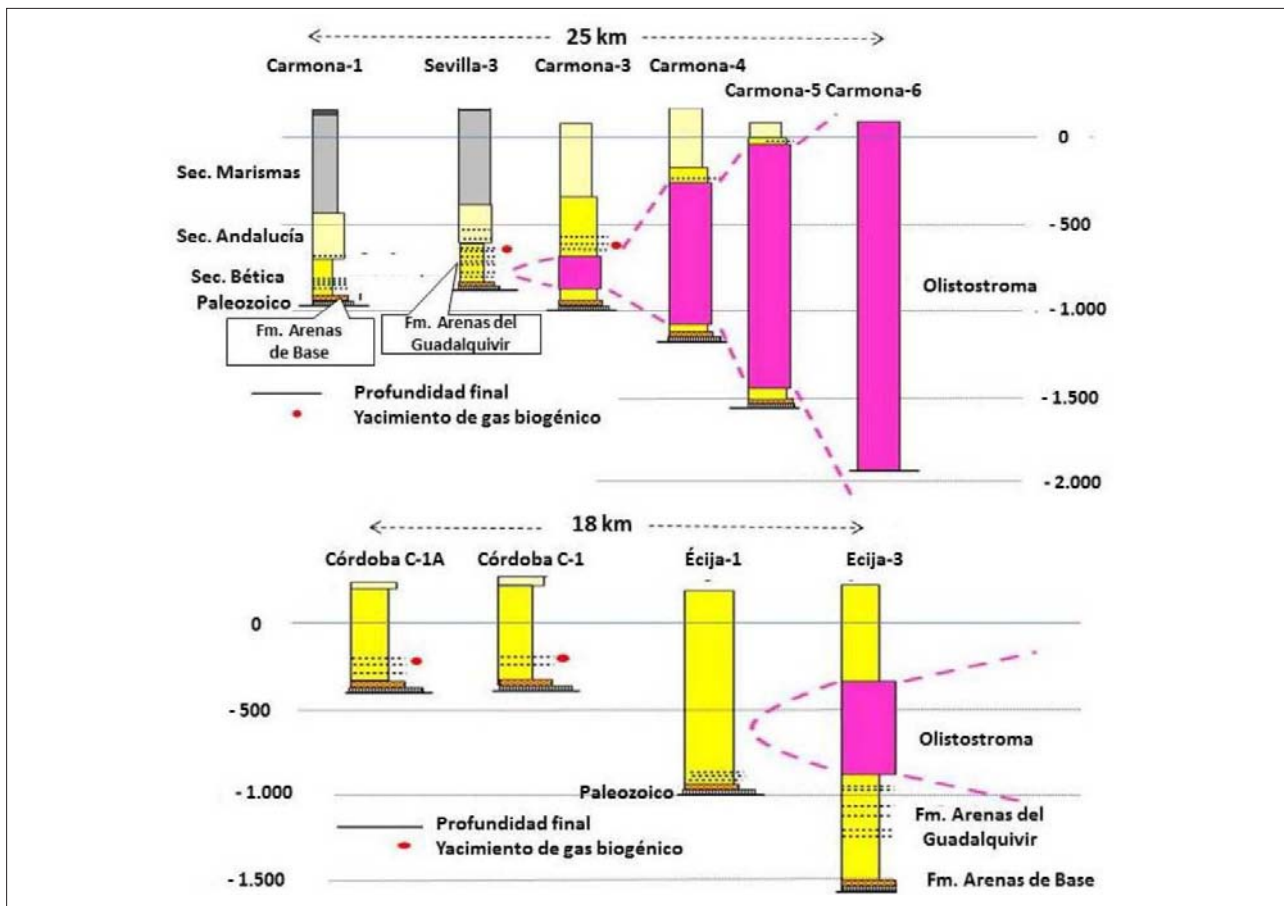 25 km
Carmona-1
Sevilla-3
Carmona-3
Carmona-4
Carmona-5
Carmona-6
0
Sec. Marismas
- 500
Sec. Andalucía
Sec. Bética
Olistostroma
Paleozoico
- 1.000
Fm. Arenas
de Base
Fm. Arenas del
Guadalquivir
Profundidad final
- 1.500
Yacimiento de gas biogénico
- 2.000
18 km
Córdoba C-1A
Córdoba C-1
Écija-1
Ecija-3
0
- 500
Olistostroma
Paleozoico
- 1.000
Profundidad final
Fm. Arenas del
Guadalquivir
Yacimiento de gas biogénico
- 1.500
Fm. Arenas de Base